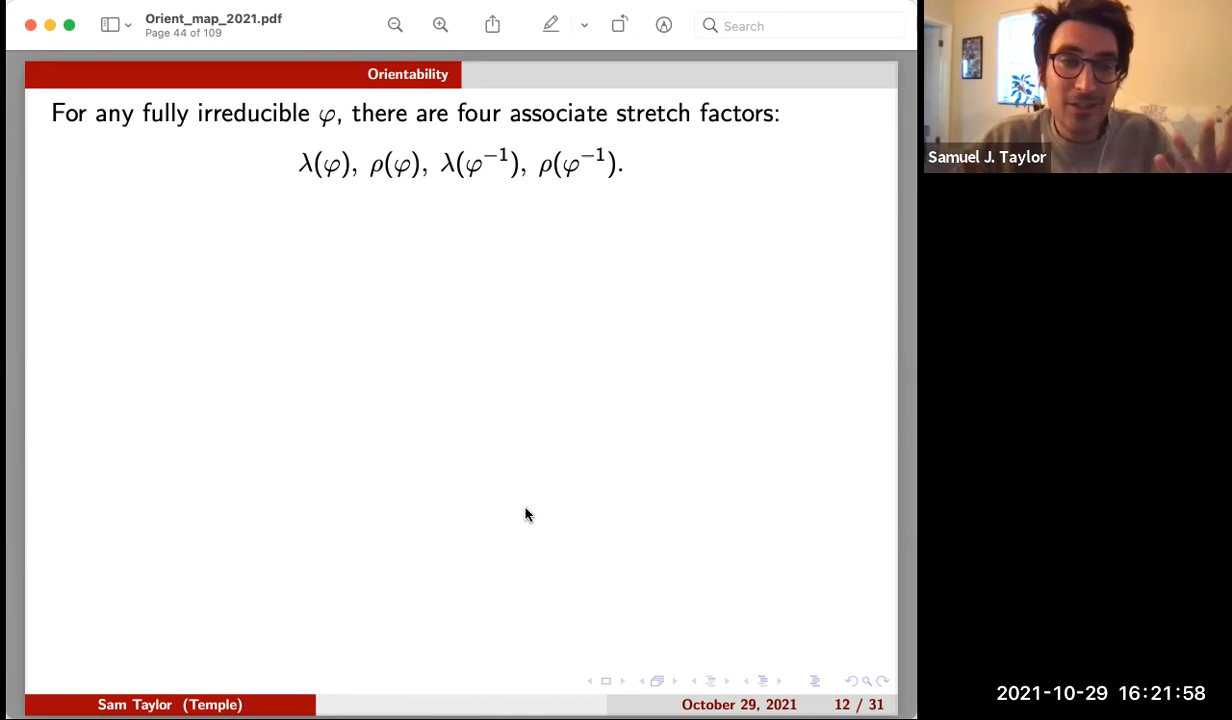 Orient_map_2021.pdf
Page 44 of 109
Search
Orientability
For any fully irreducible φ, there are four associate stretch factors:
λ(φ), ρ(φ), λ(φ⁻¹), ρ(φ⁻¹).
Samuel J. Taylor
Sam Taylor (Temple)
October 29, 2021
12 / 31
2021-10-29 16:21:58